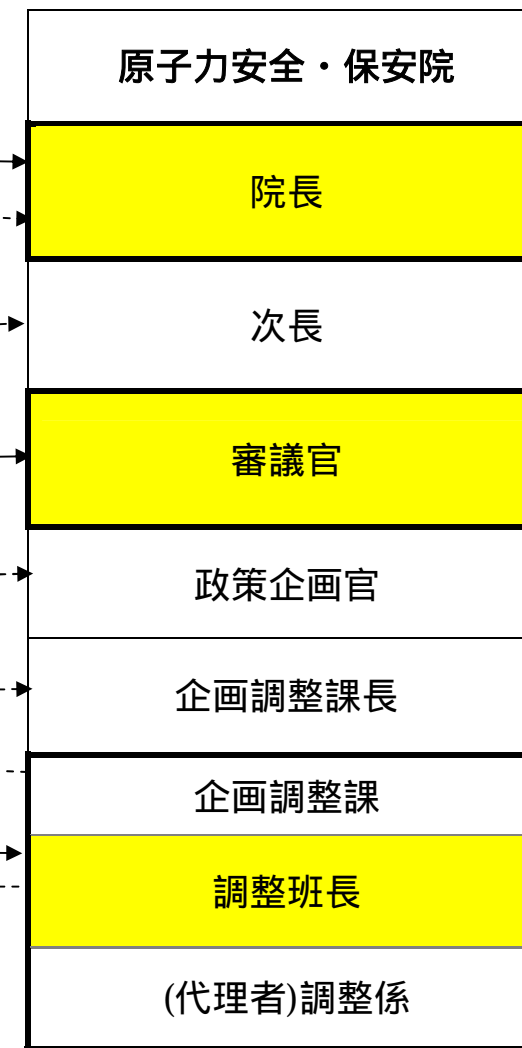 原子力安全・保安院
院長
次長
審議官
政策企画官
企画調整課長
企画調整課
調整班長
(代理者)調整係